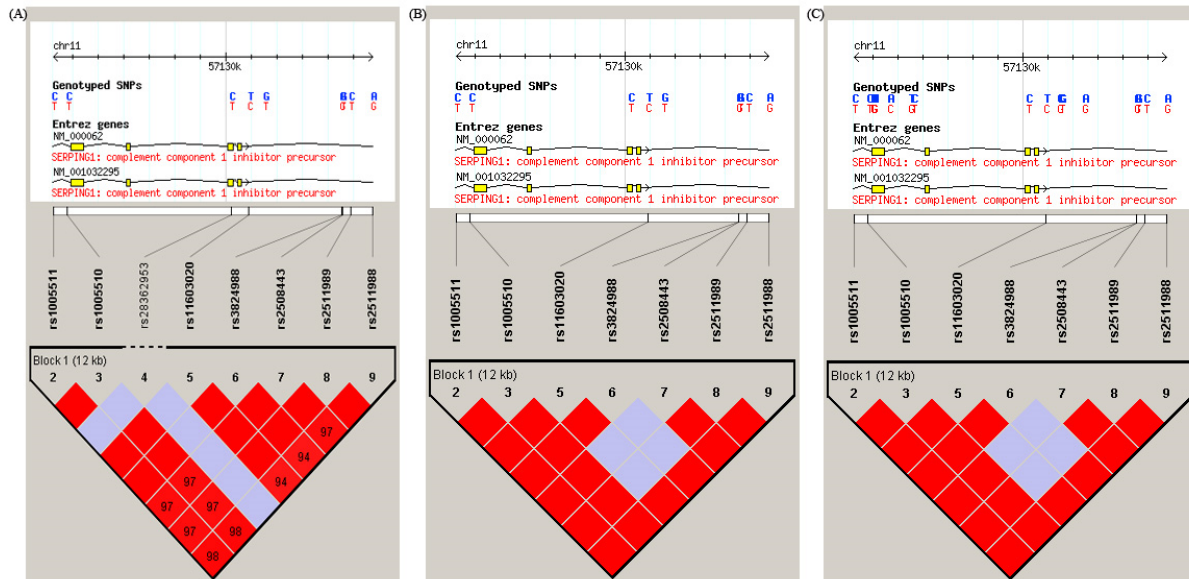 (A)
chr11
57130k
Genotyped SNPs
C C C T G C A
T T T C T G T G
Entrez genes
NM_000062
SERPING1: complement component 1 inhibitor precursor
NM_001032295
SERPING1: complement component 1 inhibitor precursor
rs1005511
rs1005510
rs28362953
rs11603020
rs3824988
rs2508443
rs2511989
rs2511988
Block 1 (12 kb)
2 3 4 5 6 7 8 9
97
94
97 94
97 97
97 98
98
(B)
chr11
57130k
Genotyped SNPs
C C C T G C A
T T T C T G T G
Entrez genes
NM_000062
SERPING1: complement component 1 inhibitor precursor
NM_001032295
SERPING1: complement component 1 inhibitor precursor
rs1005511
rs1005510
rs11603020
rs3824988
rs2508443
rs2511989
rs2511988
Block 1 (12 kb)
2 3 5 6 7 8 9
(C)
chr11
57130k
Genotyped SNPs
C A C T G C A
T C T C T A G T G
Entrez genes
NM_000062
SERPING1: complement component 1 inhibitor precursor
NM_001032295
SERPING1: complement component 1 inhibitor precursor
rs1005511
rs1005510
rs11603020
rs3824988
rs2508443
rs2511989
rs2511988
Block 1 (12 kb)
2 3 5 6 7 8 9